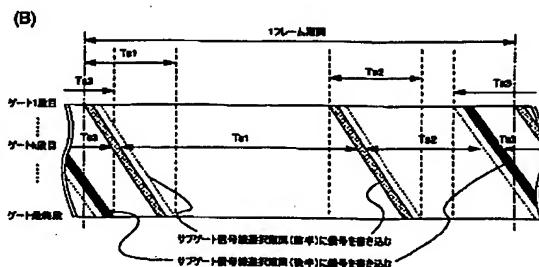 (B)
1フレーム期間
Ts1
Ts2
Ts3
Ts3
ゲート1段目
ゲートk段目
Ts3
Ts1
Ts2
Ts3
ゲート最終段
サブゲート信号線選択期間(前半)に信号を書き込む
サブゲート信号線選択期間(後半)に信号を書き込む